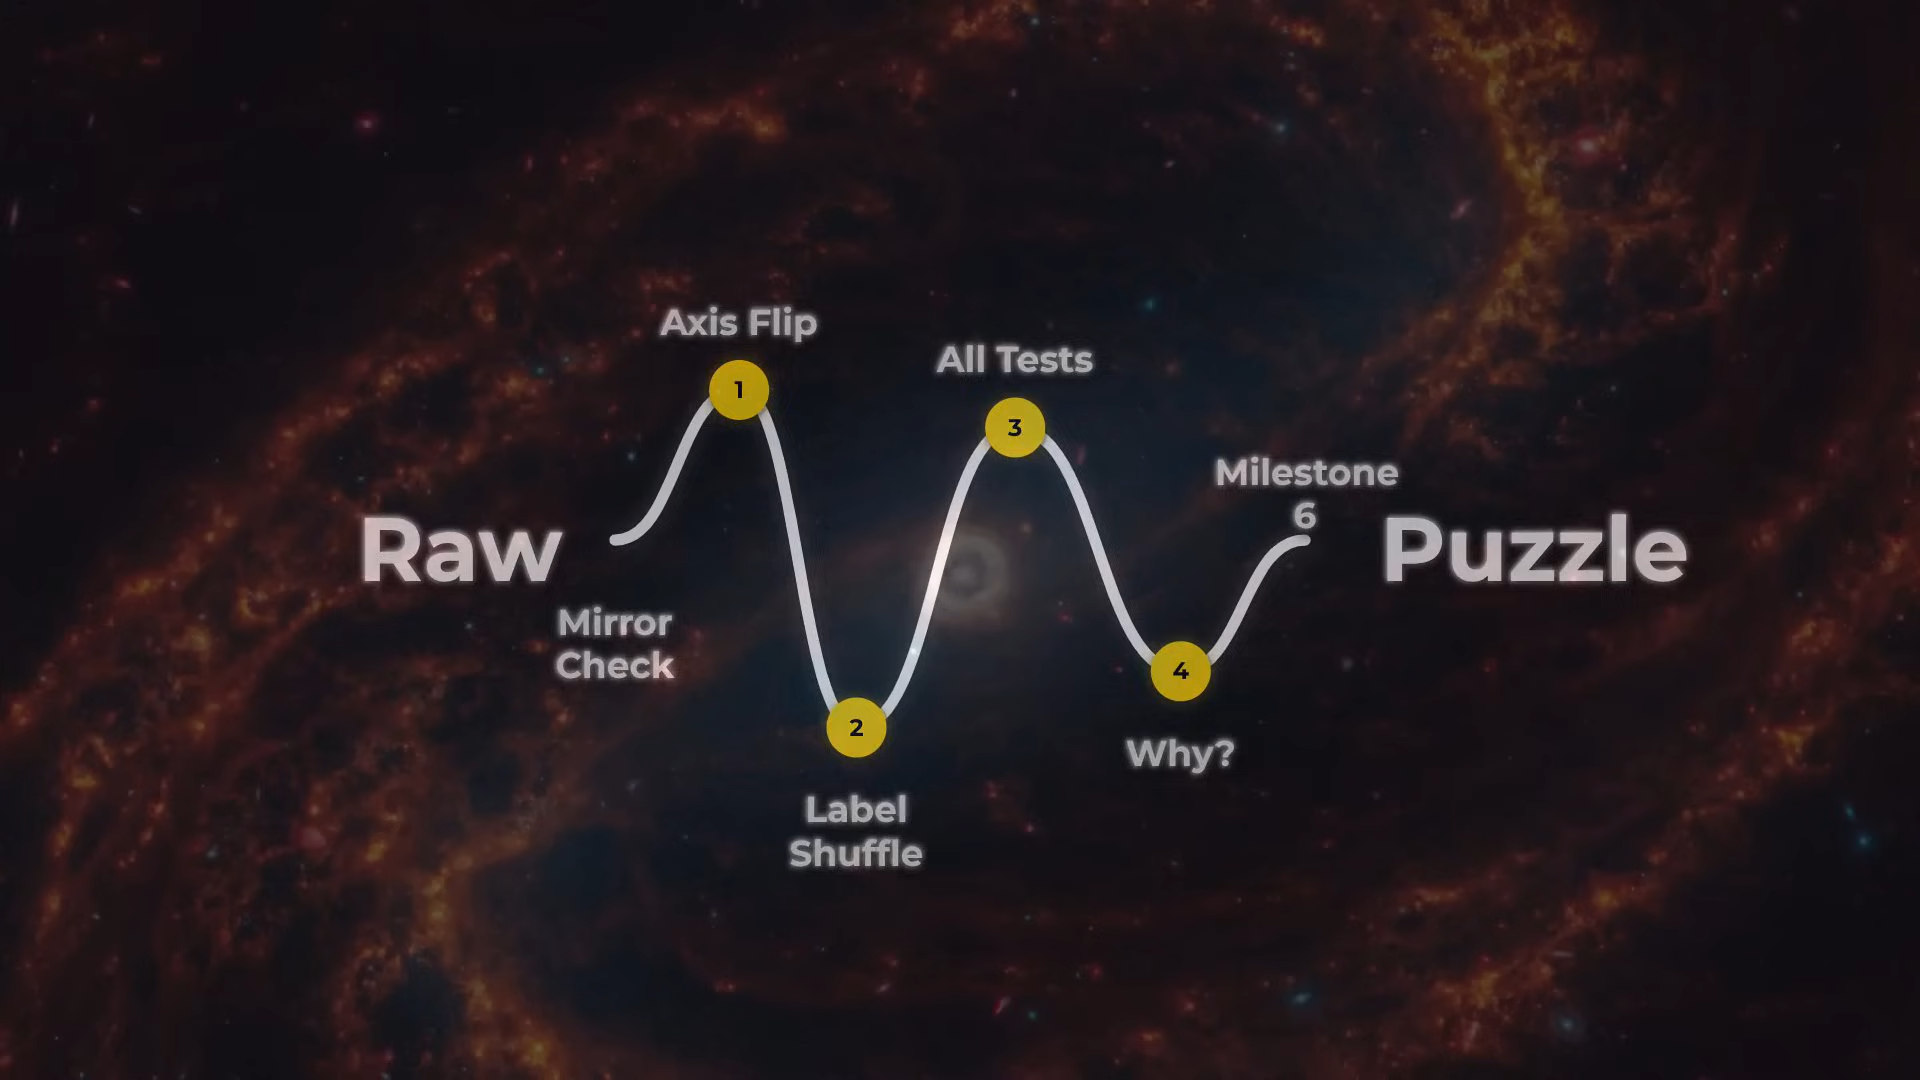 Axis Flip
1
All Tests
3
Milestone
6
Raw
Puzzle
Mirror
Check
4
2
Why?
Label
Shuffle